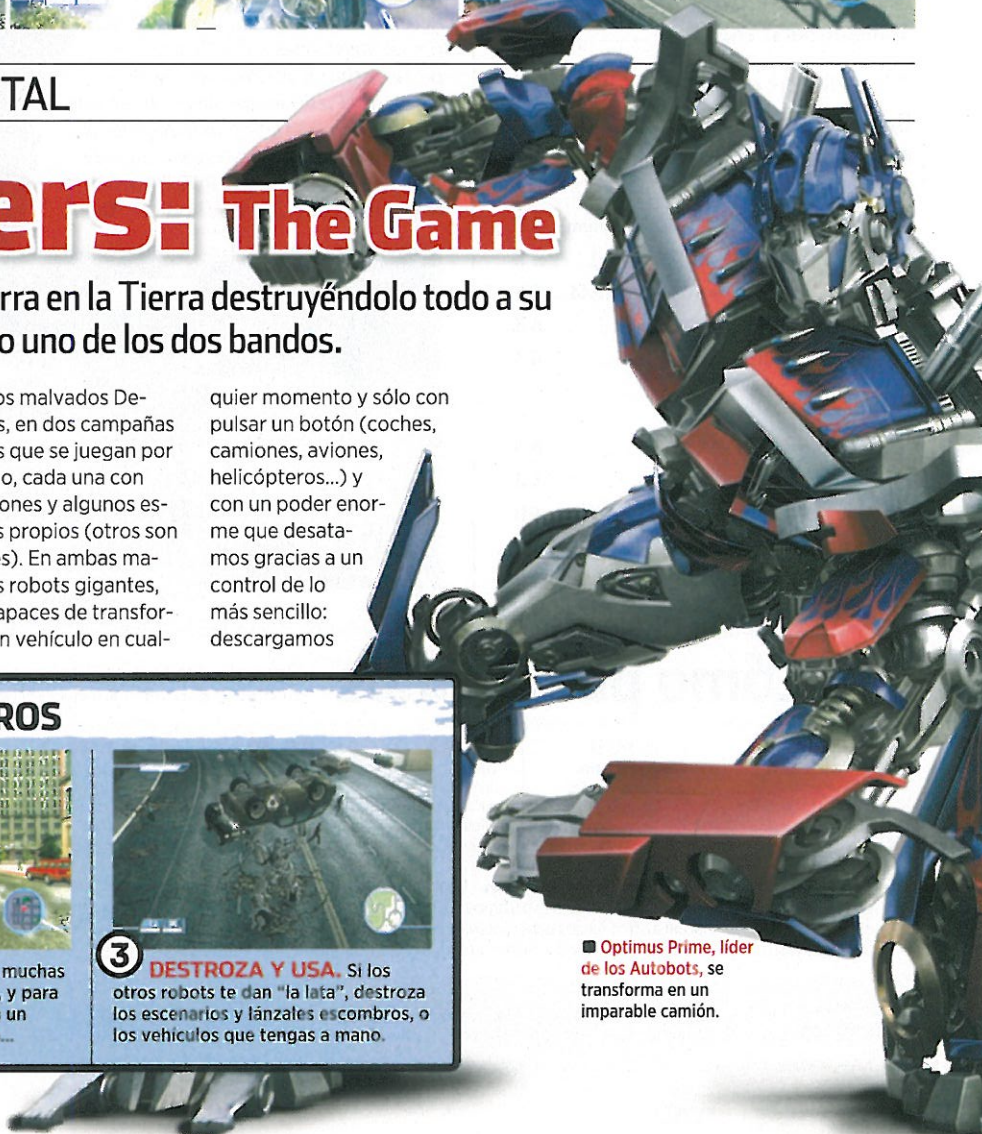 TAL
ers: The Game
rra en la Tierra destruyéndolo todo a su
o uno de los dos bandos.
os malvados De-
s, en dos campañas
s que se juegan por
o, cada una con
ones y algunos es-
s propios (otros son
es). En ambas ma-
s robots gigantes,
apaces de transfor-
n vehículo en cual-
quier momento y sólo con
pulsar un botón (coches,
camiones, aviones,
helicópteros...) y
con un poder enor-
me que desata-
mos gracias a un
control de lo
más sencillo:
descargamos
ROS
muchas
, y para
un
...
3
DESTROZA Y USA. Si los
otros robots te dan "la lata", destroza
los escenarios y lánzales escombros, o
los vehículos que tengas a mano.
Optimus Prime, líder
de los Autobots, se
transforma en un
imparable camión.